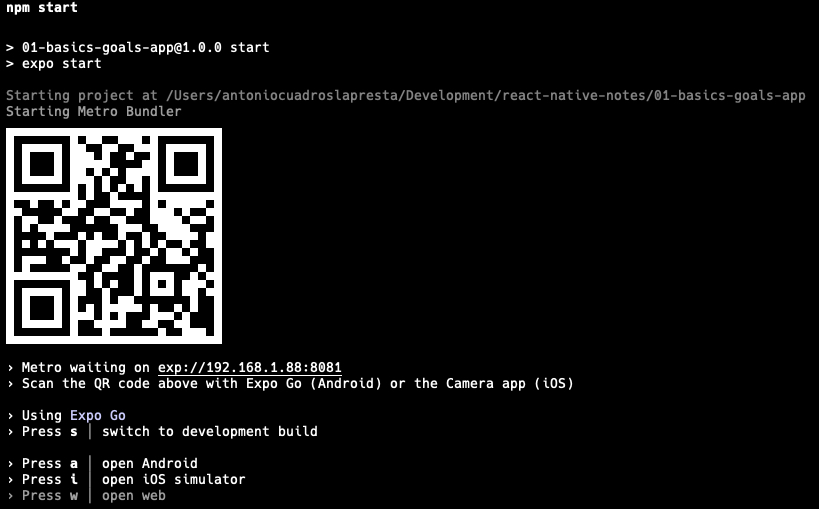 npm start
> 01-basics-goals-app@1.0.0 start
> expo start
Starting project at /Users/antoniocuadroslapresta/Development/react-native-notes/01-basics-goals-app
Starting Metro Bundler
› Metro waiting on exp://192.168.1.88:8081
› Scan the QR code above with Expo Go (Android) or the Camera app (iOS)
› Using Expo Go
› Press s │ switch to development build
› Press a │ open Android
› Press i │ open iOS simulator
› Press w │ open web